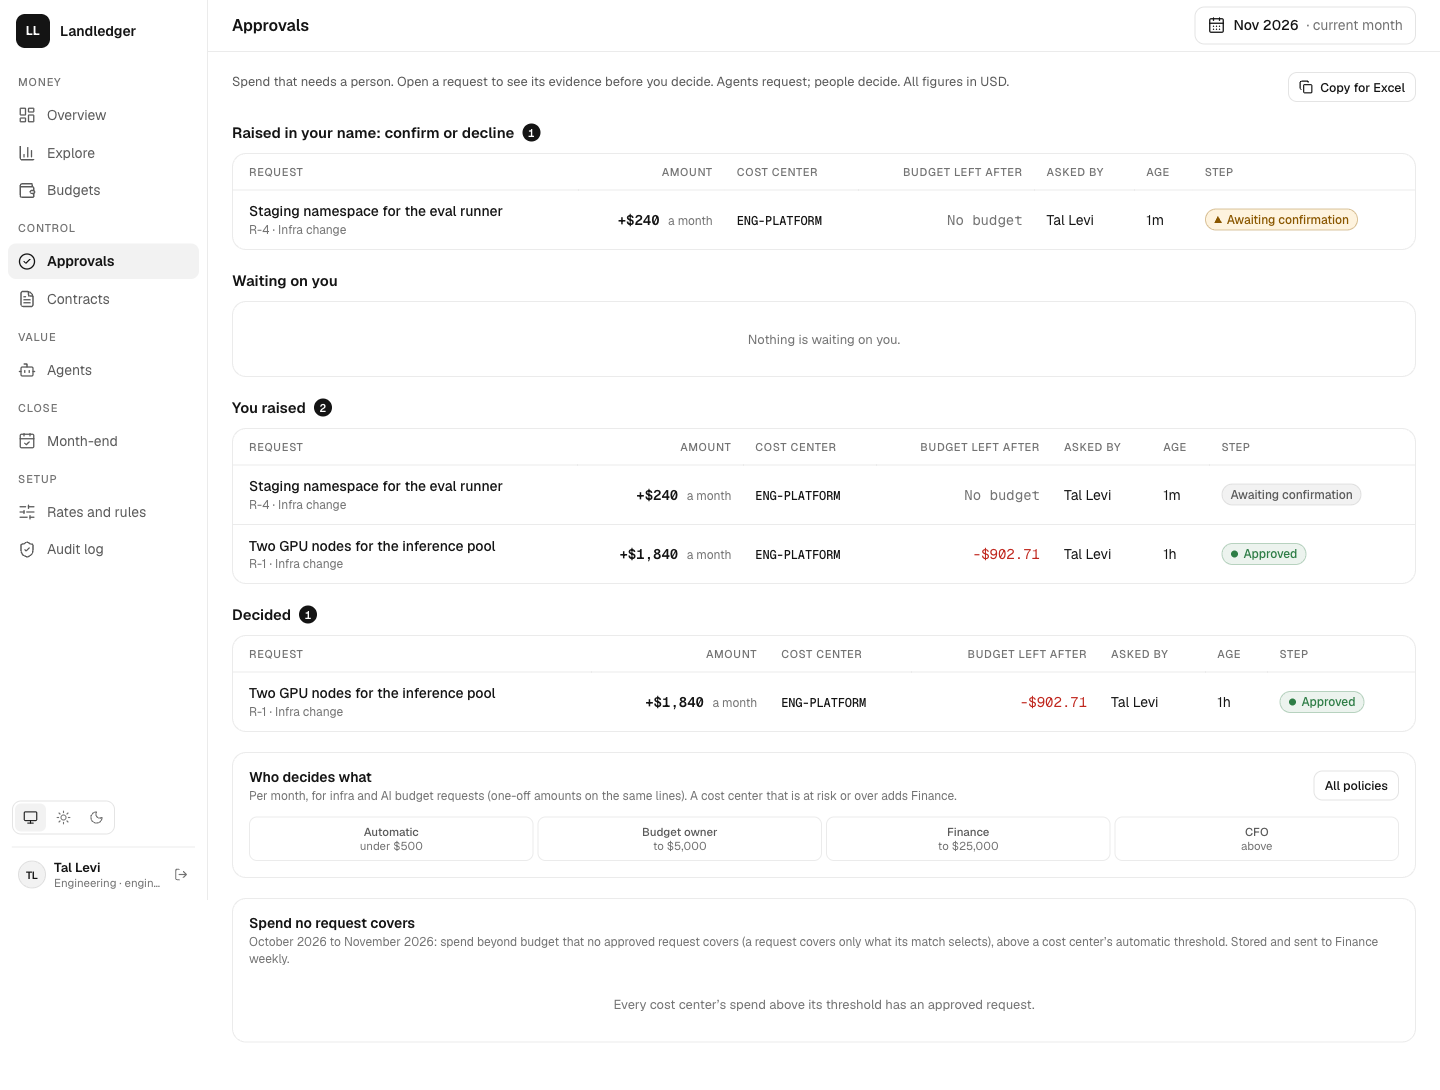 LL Landledger
MONEY
Overview
Explore
Budgets
CONTROL
Approvals
Contracts
VALUE
Agents
CLOSE
Month-end
SETUP
Rates and rules
Audit log
TL
Tal Levi
Engineering · engin…
Approvals
Nov 2026 · current month
Spend that needs a person. Open a request to see its evidence before you decide. Agents request; people decide. All figures in USD.
Copy for Excel
Raised in your name: confirm or decline 1
REQUEST AMOUNT COST CENTER BUDGET LEFT AFTER ASKED BY AGE STEP
Staging namespace for the eval runner
R-4 · Infra change
+$240 a month ENG-PLATFORM No budget Tal Levi 1m Awaiting confirmation
Waiting on you
Nothing is waiting on you.
You raised 2
REQUEST AMOUNT COST CENTER BUDGET LEFT AFTER ASKED BY AGE STEP
Staging namespace for the eval runner
R-4 · Infra change
+$240 a month ENG-PLATFORM No budget Tal Levi 1m Awaiting confirmation
Two GPU nodes for the inference pool
R-1 · Infra change
+$1,840 a month ENG-PLATFORM -$902.71 Tal Levi 1h Approved
Decided 1
REQUEST AMOUNT COST CENTER BUDGET LEFT AFTER ASKED BY AGE STEP
Two GPU nodes for the inference pool
R-1 · Infra change
+$1,840 a month ENG-PLATFORM -$902.71 Tal Levi 1h Approved
Who decides what
Per month, for infra and AI budget requests (one-off amounts on the same lines). A cost center that is at risk or over adds Finance.
All policies
Automatic
under $500
Budget owner
to $5,000
Finance
to $25,000
CFO
above
Spend no request covers
October 2026 to November 2026: spend beyond budget that no approved request covers (a request covers only what its match selects), above a cost center’s automatic threshold. Stored and sent to Finance
weekly.
Every cost center’s spend above its threshold has an approved request.